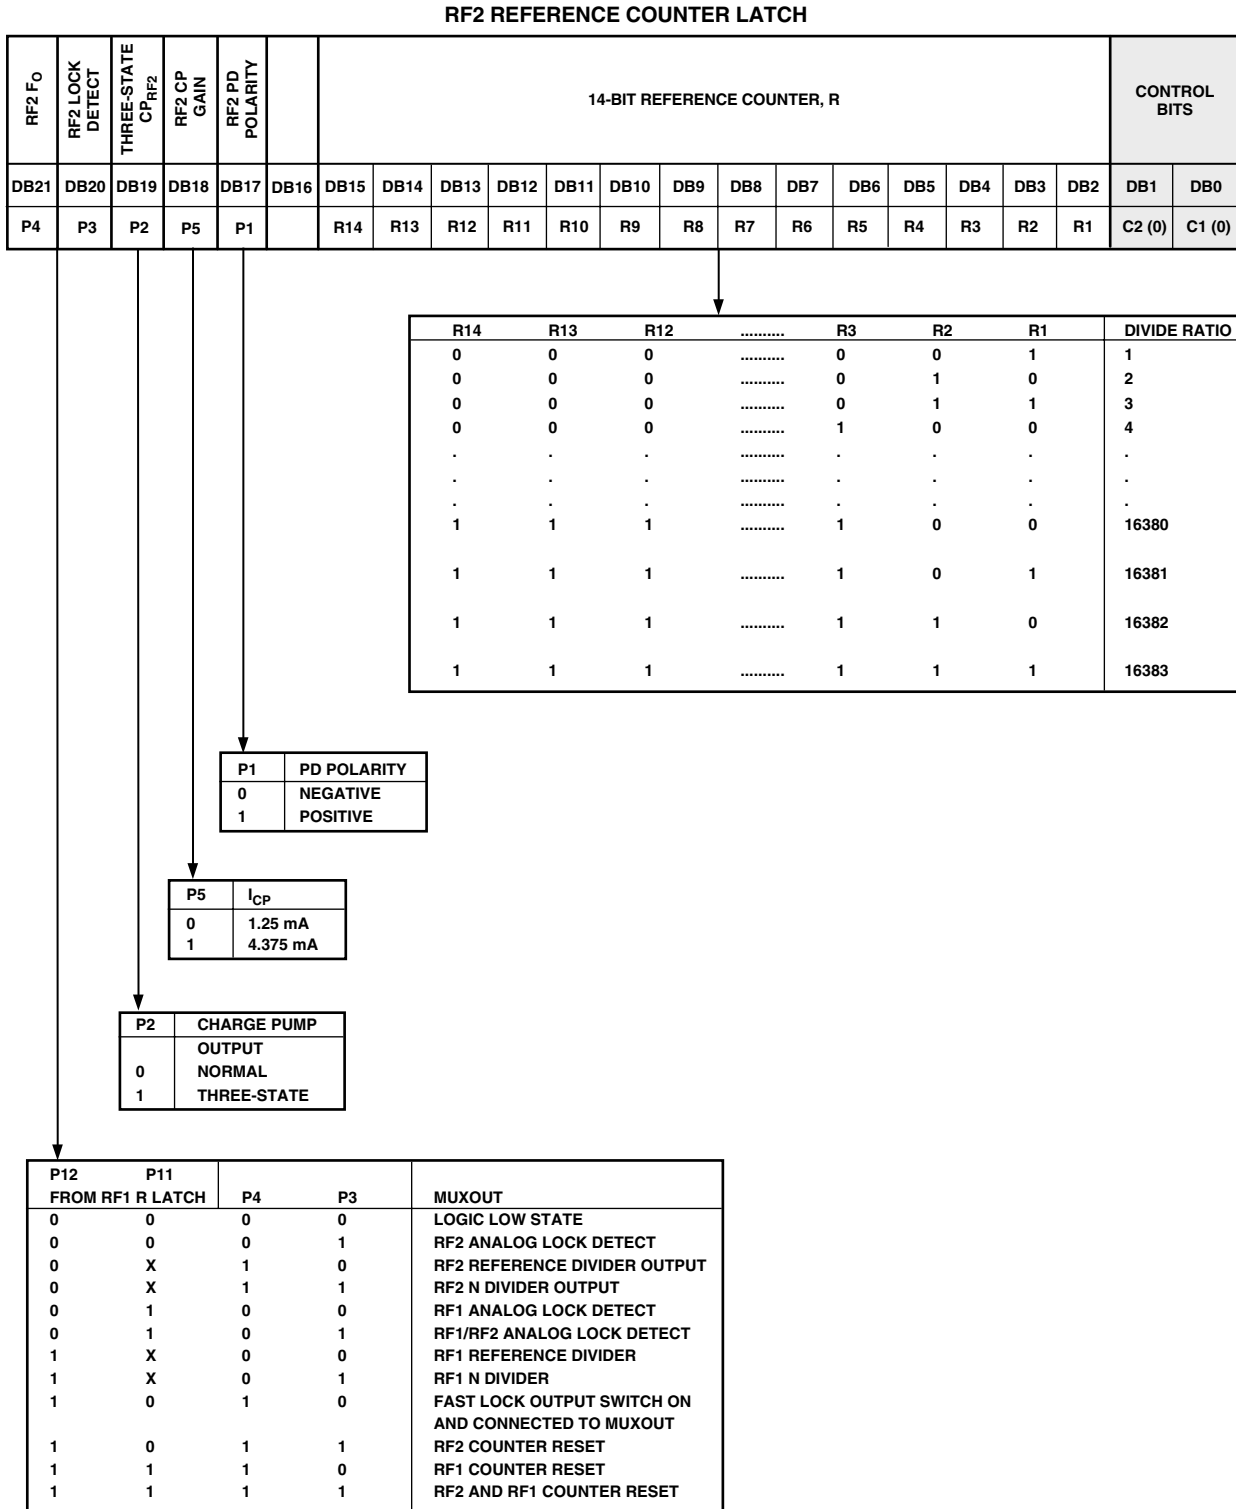 RF2 REFERENCE COUNTER LATCH
RF2 FO
RF2 LOCK DETECT
THREE-STATE CPRF2
RF2 CP GAIN
RF2 PD POLARITY
14-BIT REFERENCE COUNTER, R
CONTROL BITS
DB21 DB20 DB19 DB18 DB17 DB16 DB15 DB14 DB13 DB12 DB11 DB10 DB9 DB8 DB7 DB6 DB5 DB4 DB3 DB2 DB1 DB0
P4 P3 P2 P5 P1 R14 R13 R12 R11 R10 R9 R8 R7 R6 R5 R4 R3 R2 R1 C2 (0) C1 (0)
R14 R13 R12 .......... R3 R2 R1 DIVIDE RATIO
0 0 0 .......... 0 0 1 1
0 0 0 .......... 0 1 0 2
0 0 0 .......... 0 1 1 3
0 0 0 .......... 1 0 0 4
. . . .......... . . . .
. . . .......... . . . .
. . . .......... . . . .
1 1 1 .......... 1 0 0 16380
1 1 1 .......... 1 0 1 16381
1 1 1 .......... 1 1 0 16382
1 1 1 .......... 1 1 1 16383
P1 PD POLARITY
0 NEGATIVE
1 POSITIVE
P5 ICP
0 1.25 mA
1 4.375 mA
P2 CHARGE PUMP
OUTPUT
0 NORMAL
1 THREE-STATE
P12 P11
FROM RF1 R LATCH P4 P3 MUXOUT
0 0 0 0 LOGIC LOW STATE
0 0 0 1 RF2 ANALOG LOCK DETECT
0 X 1 0 RF2 REFERENCE DIVIDER OUTPUT
0 X 1 1 RF2 N DIVIDER OUTPUT
0 1 0 0 RF1 ANALOG LOCK DETECT
0 1 0 1 RF1/RF2 ANALOG LOCK DETECT
1 X 0 0 RF1 REFERENCE DIVIDER
1 X 0 1 RF1 N DIVIDER
1 0 1 0 FAST LOCK OUTPUT SWITCH ON
AND CONNECTED TO MUXOUT
1 0 1 1 RF2 COUNTER RESET
1 1 1 0 RF1 COUNTER RESET
1 1 1 1 RF2 AND RF1 COUNTER RESET